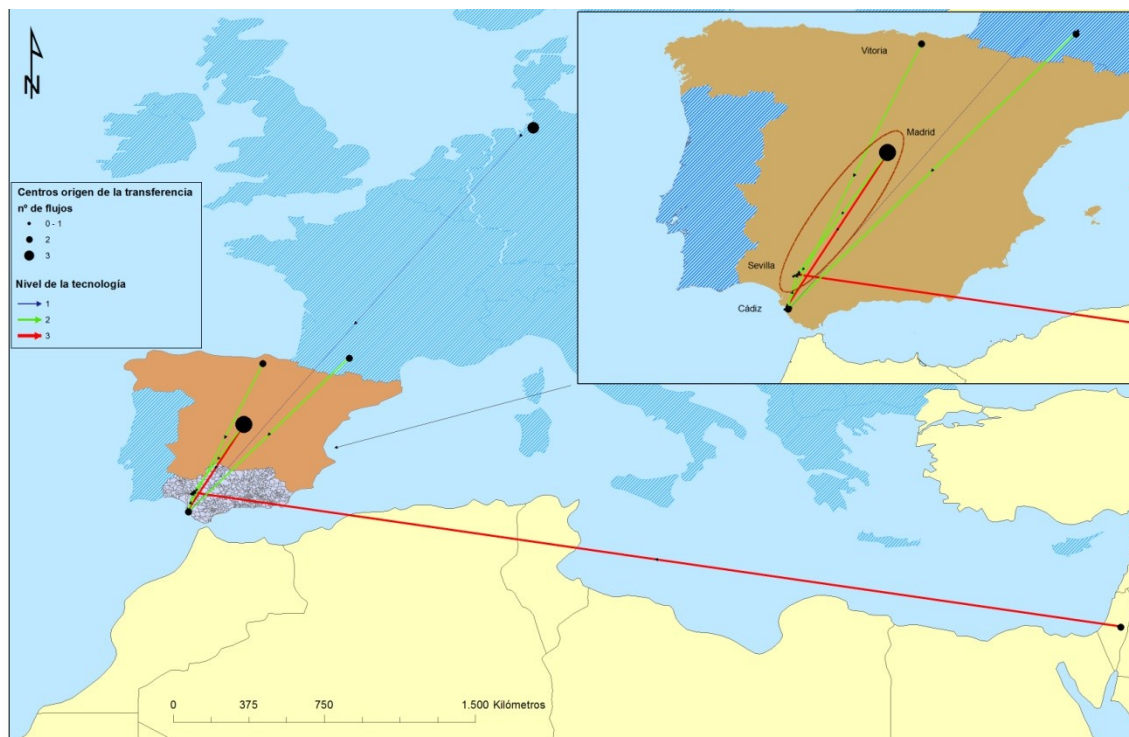 N
Centros origen de la transferencia
nº de flujos
0 - 1
2
3
Nivel de la tecnología
1
2
3
Vitoria
Madrid
Sevilla
Cádiz
0 375 750 1.500 Kilómetros